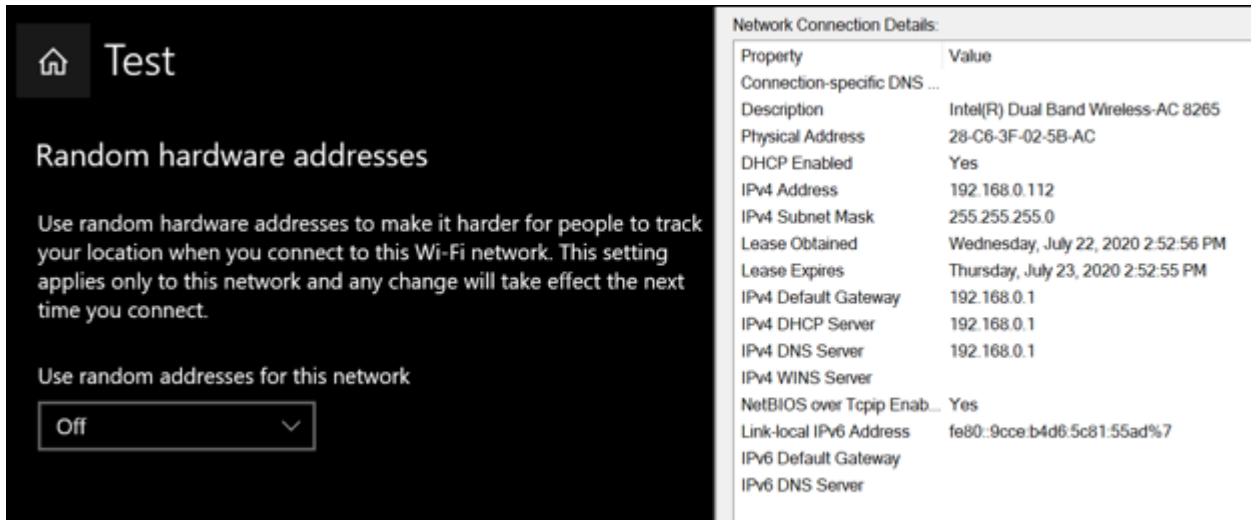 Test
Random hardware addresses
Use random hardware addresses to make it harder for people to track
your location when you connect to this Wi-Fi network. This setting
applies only to this network and any change will take effect the next
time you connect.
Use random addresses for this network
Off
Network Connection Details:
Property Value
Connection-specific DNS ...
Description Intel(R) Dual Band Wireless-AC 8265
Physical Address 28-C6-3F-02-5B-AC
DHCP Enabled Yes
IPv4 Address 192.168.0.112
IPv4 Subnet Mask 255.255.255.0
Lease Obtained Wednesday, July 22, 2020 2:52:56 PM
Lease Expires Thursday, July 23, 2020 2:52:55 PM
IPv4 Default Gateway 192.168.0.1
IPv4 DHCP Server 192.168.0.1
IPv4 DNS Server 192.168.0.1
IPv4 WINS Server
NetBIOS over Tcpip Enab... Yes
Link-local IPv6 Address fe80::9cce:b4d6:5c81:55ad%7
IPv6 Default Gateway
IPv6 DNS Server